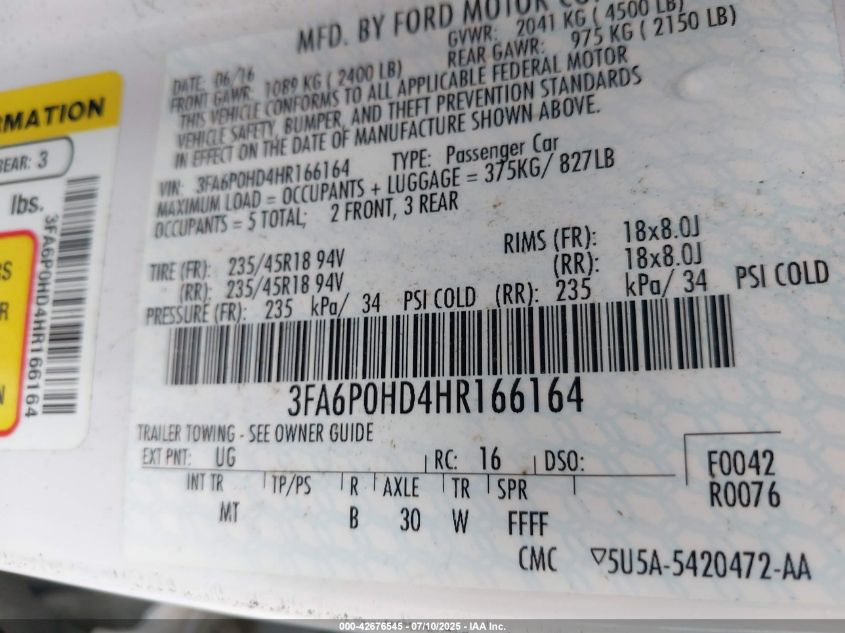 MFD. BY FORD MOTOR CO.
DATE: 06/16 GVWR: 2041 KG ( 4500 LB)
FRONT GAWR: 1089 KG ( 2400 LB) REAR GAWR: 975 KG ( 2150 LB)
THIS VEHICLE CONFORMS TO ALL APPLICABLE FEDERAL MOTOR
VEHICLE SAFETY, BUMPER, AND THEFT PREVENTION STANDARDS
IN EFFECT ON THE DATE OF MANUFACTURE SHOWN ABOVE.
VIN: 3FA6P0HD4HR166164 TYPE: Passenger Car
MAXIMUM LOAD = OCCUPANTS + LUGGAGE = 375KG/ 827LB
OCCUPANTS = 5 TOTAL; 2 FRONT, 3 REAR
TIRE (FR): 235/45R18 94V RIMS (FR): 18x8.0J
(RR): 235/45R18 94V (RR): 18x8.0J
PRESSURE (FR): 235 kPa/ 34 PSI COLD (RR): 235 kPa/ 34 PSI COLD
3FA6P0HD4HR166164
TRAILER TOWING - SEE OWNER GUIDE
EXT PNT: UG RC: 16 DSO: F0042
R0076
INT TR TP/PS R AXLE TR SPR
MT B 30 W FFFF
CMC ▽5U5A-5420472-AA
RMATION
REAR: 3
lbs.
3FA6P0HD4HR166164
RS
R
N
000-42676545 - 07/10/2025 - IAA Inc.